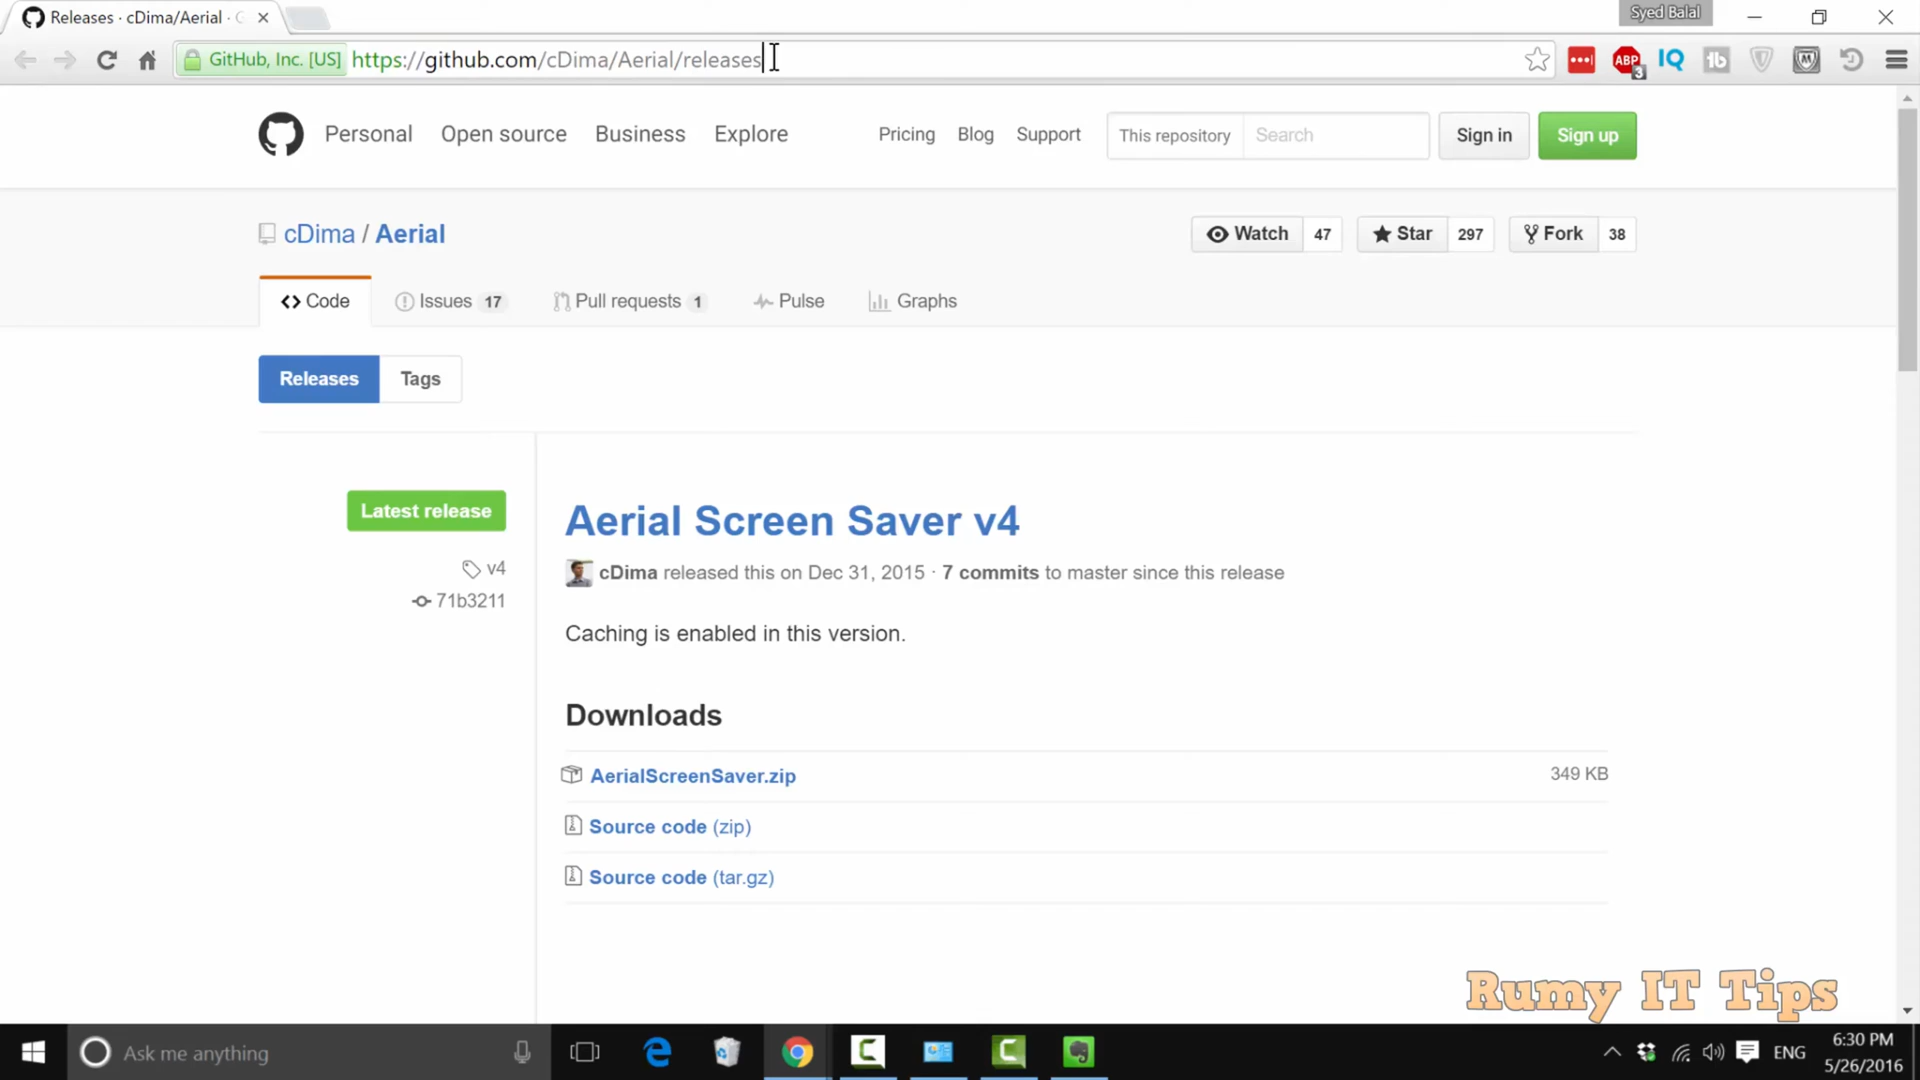 Releases · cDima/Aerial ·
Syed Balal
GitHub, Inc. [US] https://github.com/cDima/Aerial/releases
ABP 3 IQ tb M
Personal Open source Business Explore Pricing Blog Support This repository Search Sign in Sign up
cDima / Aerial Watch 47 Star 297 Fork 38
Code Issues 17 Pull requests 1 Pulse Graphs
Releases Tags
Latest release
v4
71b3211
Aerial Screen Saver v4
cDima released this on Dec 31, 2015 · 7 commits to master since this release
Caching is enabled in this version.
Downloads
AerialScreenSaver.zip 349 KB
Source code (zip)
Source code (tar.gz)
Rumy IT Tips
Ask me anything
ENG
6:30 PM
5/26/2016